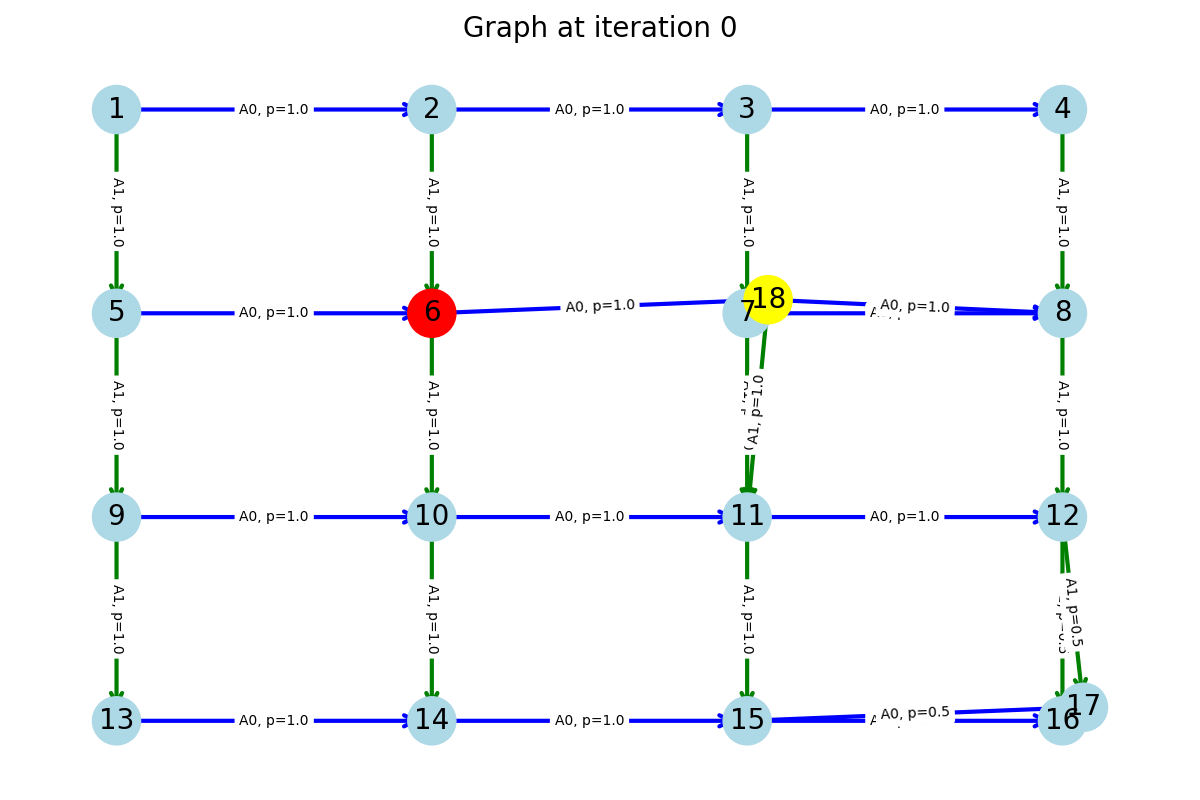 Graph at iteration 0
1 A0, p=1.0 2 A0, p=1.0 3 A0, p=1.0 4
A1, p=1.0 A1, p=1.0 A1, p=1.0 A1, p=1.0
5 A0, p=1.0 6 A0, p=1.0 7 18 A0, p=1.0 8
A1, p=1.0 A1, p=1.0 A1, p=1.0 A1, p=1.0
9 A0, p=1.0 10 A0, p=1.0 11 A0, p=1.0 12
A1, p=1.0 A1, p=1.0 A1, p=1.0 A1, p=0.5
13 A0, p=1.0 14 A0, p=1.0 15 A0, p=0.5 16 17